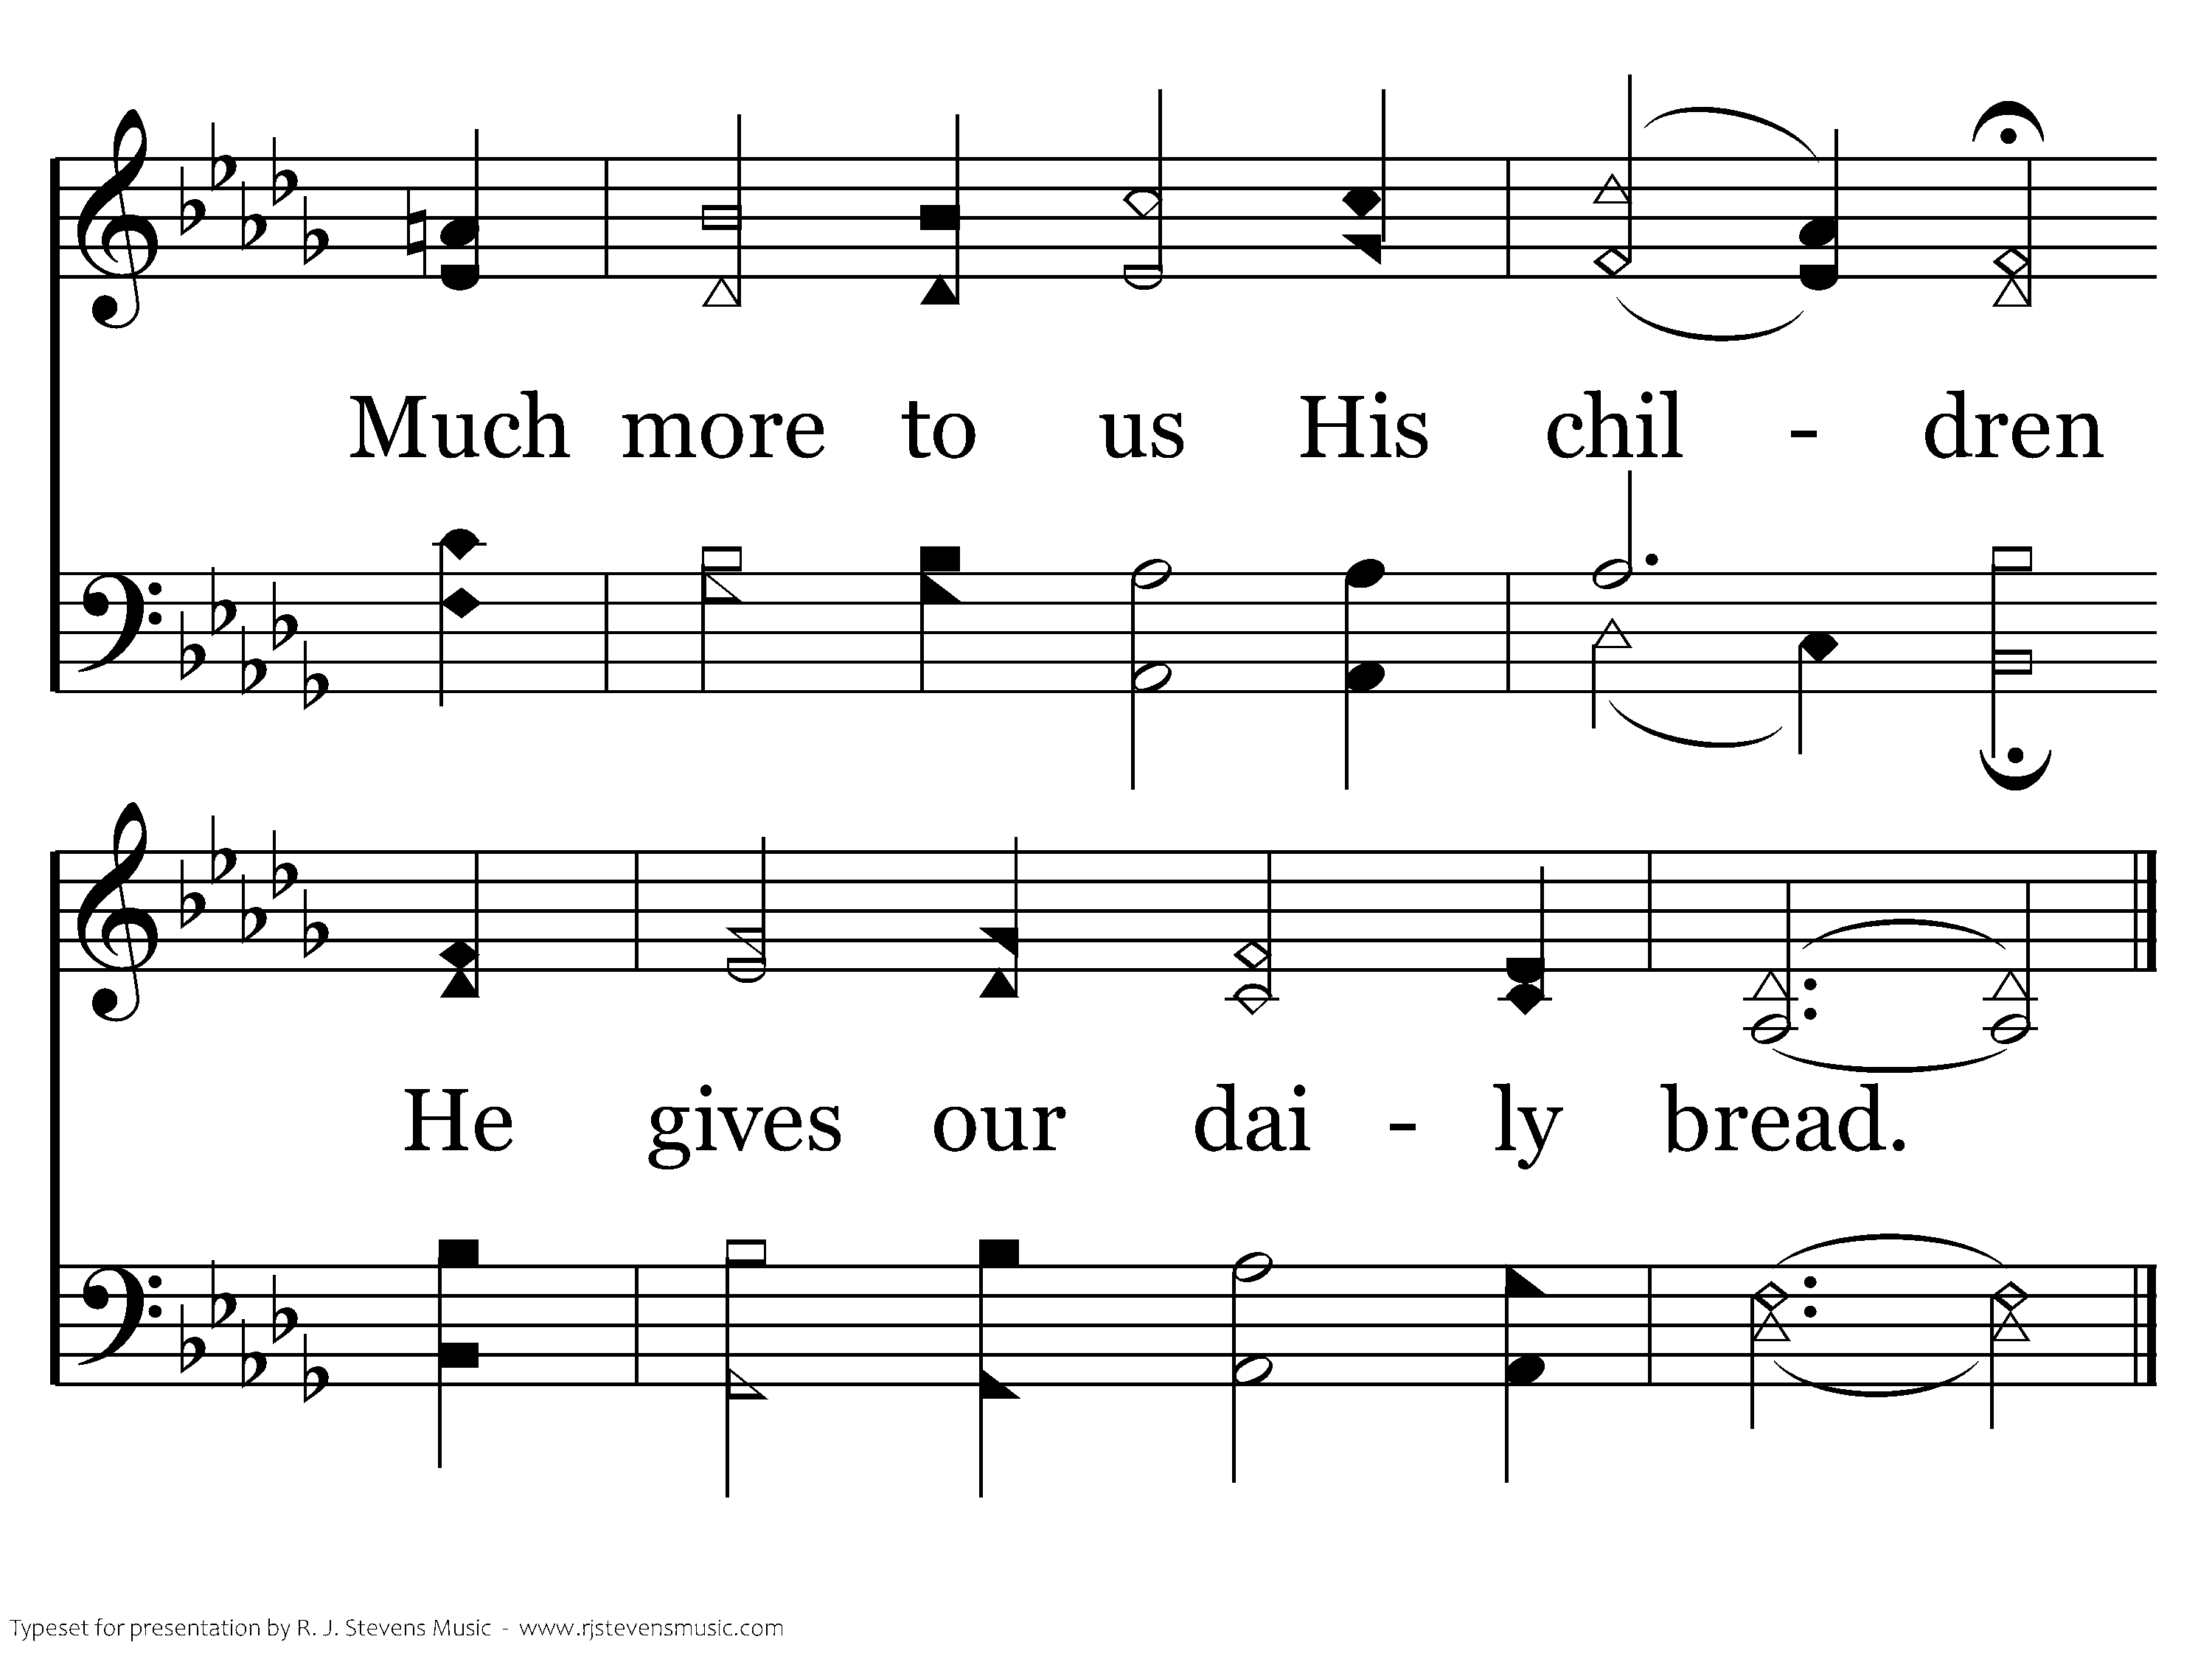 Much more to us His chil - dren
He gives our dai - ly bread.
Typeset for presentation by R. J. Stevens Music - www.rjstevensmusic.com